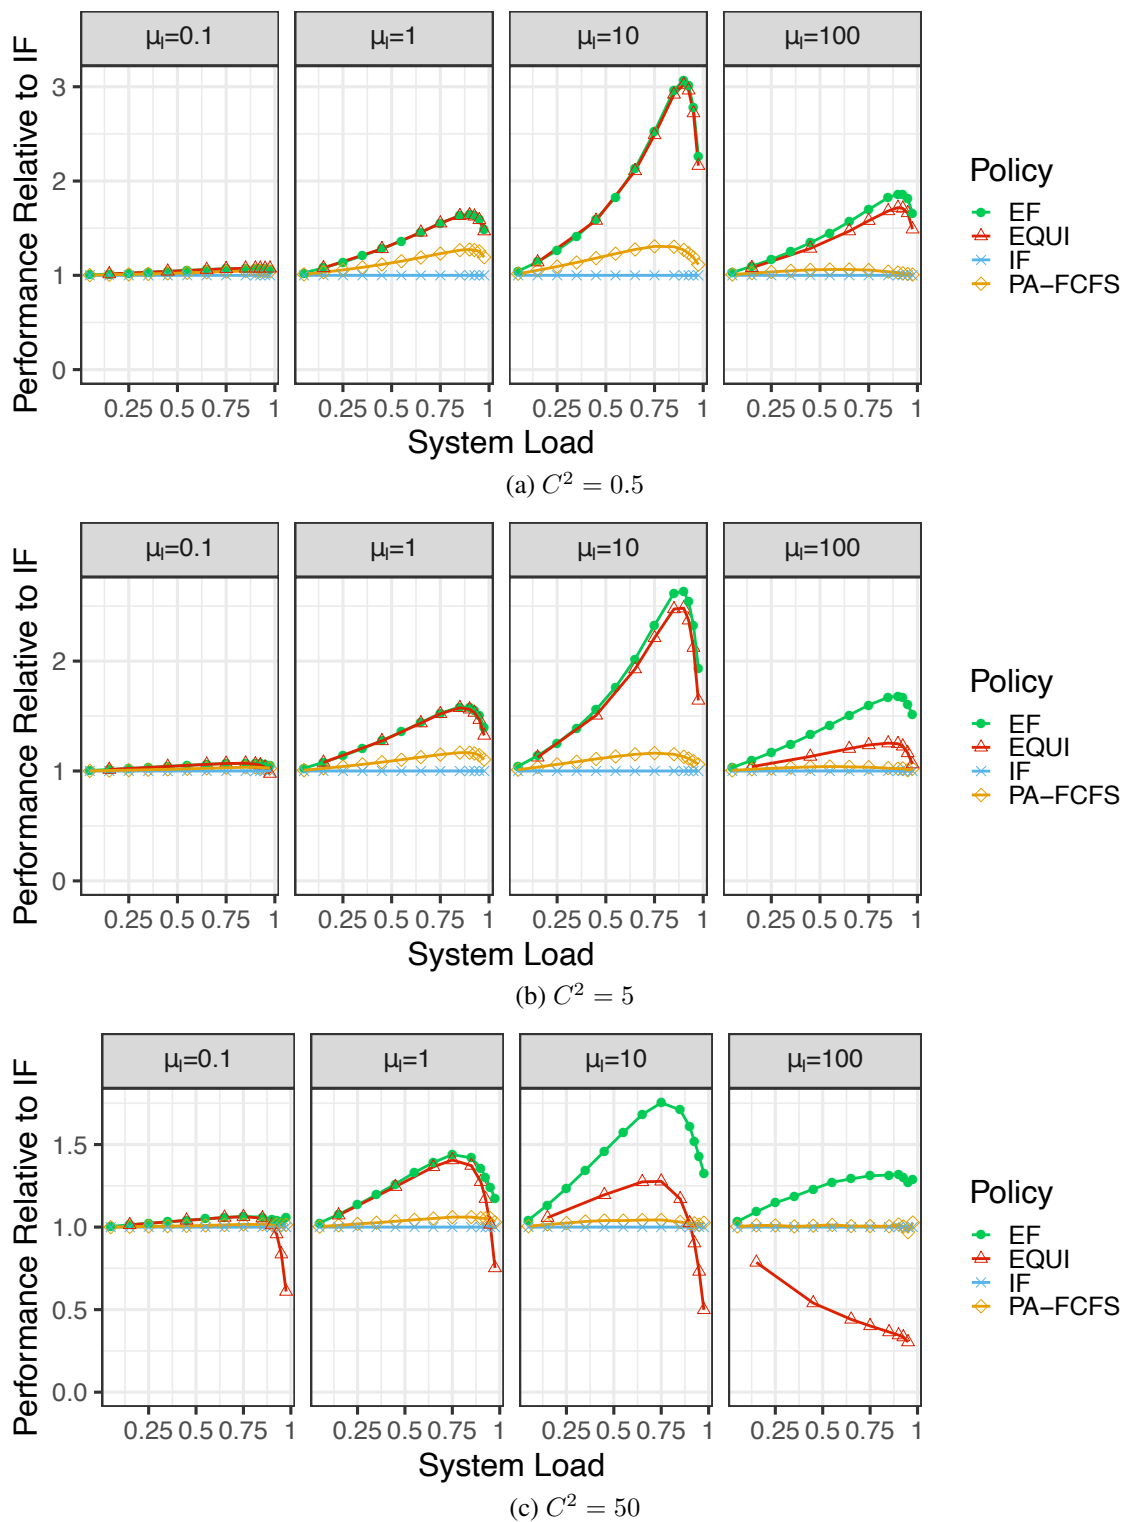 Performance Relative to IF
μI=0.1 μI=1 μI=10 μI=100
3
2
1
0
0.25 0.5 0.75 1 0.25 0.5 0.75 1 0.25 0.5 0.75 1 0.25 0.5 0.75 1
System Load
Policy
EF
EQUI
IF
PA−FCFS
(a) C² = 0.5
Performance Relative to IF
μI=0.1 μI=1 μI=10 μI=100
2
1
0
0.25 0.5 0.75 1 0.25 0.5 0.75 1 0.25 0.5 0.75 1 0.25 0.5 0.75 1
System Load
Policy
EF
EQUI
IF
PA−FCFS
(b) C² = 5
Performance Relative to IF
μI=0.1 μI=1 μI=10 μI=100
1.5
1.0
0.5
0.0
0.25 0.5 0.75 1 0.25 0.5 0.75 1 0.25 0.5 0.75 1 0.25 0.5 0.75 1
System Load
Policy
EF
EQUI
IF
PA−FCFS
(c) C² = 50